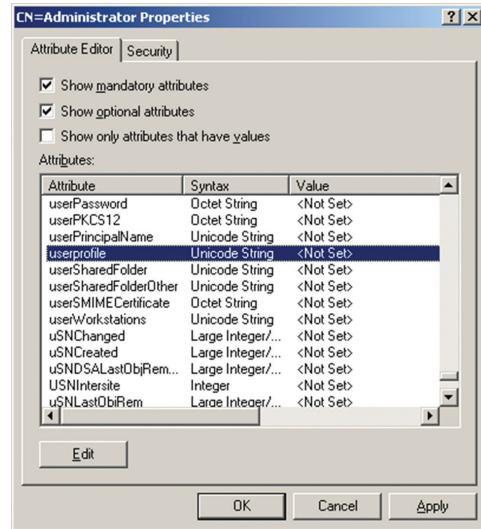 CN=Administrator Properties
Attribute Editor Security
Show mandatory attributes
Show optional attributes
Show only attributes that have values
Attributes:
Attribute Syntax Value
userPassword Octet String <Not Set>
userPKCS12 Octet String <Not Set>
userPrincipalName Unicode String <Not Set>
userprofile Unicode String <Not Set>
userSharedFolder Unicode String <Not Set>
userSharedFolderOther Unicode String <Not Set>
userSMIMECertificate Octet String <Not Set>
userWorkstations Unicode String <Not Set>
uSNChanged Large Integer/... <Not Set>
uSNCreated Large Integer/... <Not Set>
uSNDSALastObjRem... Large Integer/... <Not Set>
USNIntersite Integer <Not Set>
uSNLastObjRem Large Integer/... <Not Set>
Edit
OK Cancel Apply